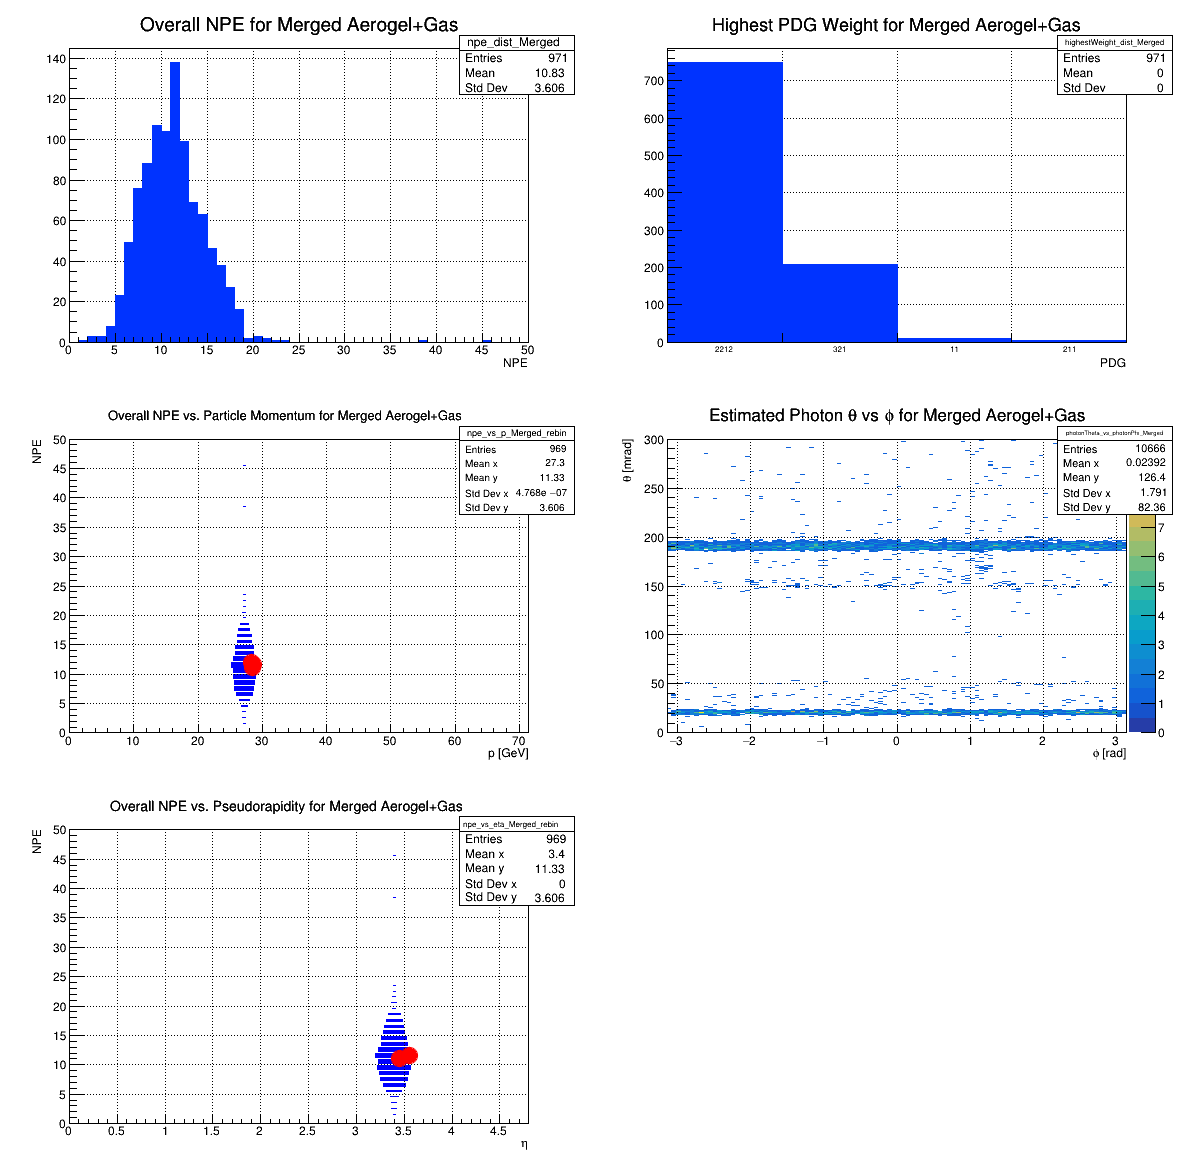 Overall NPE for Merged Aerogel+Gas
npe_dist_Merged
Entries 971
Mean 10.83
Std Dev 3.606
140
120
100
80
60
40
20
0
0 5 10 15 20 25 30 35 40 45 50
NPE
Highest PDG Weight for Merged Aerogel+Gas
highestWeight_dist_Merged
Entries 971
Mean 0
Std Dev 0
700
600
500
400
300
200
100
0
2212 321 11 211
PDG
Overall NPE vs. Particle Momentum for Merged Aerogel+Gas
npe_vs_p_Merged_rebin
Entries 969
Mean x 27.3
Mean y 11.33
Std Dev x 4.768e −07
Std Dev y 3.606
NPE
50
45
40
35
30
25
20
15
10
5
0
0 10 20 30 40 50 60 70
p [GeV]
Estimated Photon θ vs ϕ for Merged Aerogel+Gas
photonTheta_vs_photonPhi_Merged
Entries 10666
Mean x 0.02392
Mean y 126.4
Std Dev x 1.791
Std Dev y 82.36
θ [mrad]
300
250
200
150
100
50
0
−3 −2 −1 0 1 2 3
ϕ [rad]
7
6
5
4
3
2
1
0
Overall NPE vs. Pseudorapidity for Merged Aerogel+Gas
npe_vs_eta_Merged_rebin
Entries 969
Mean x 3.4
Mean y 11.33
Std Dev x 0
Std Dev y 3.606
NPE
50
45
40
35
30
25
20
15
10
5
0
0 0.5 1 1.5 2 2.5 3 3.5 4 4.5
η